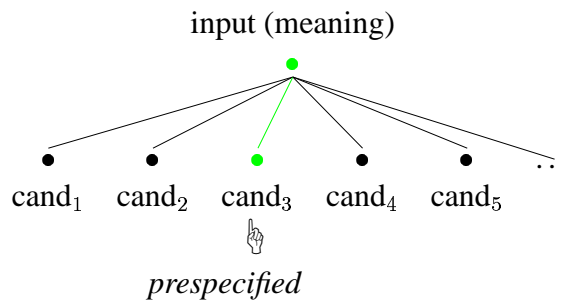 input (meaning)
cand₁ cand₂ cand₃ cand₄ cand₅ ..
prespecified